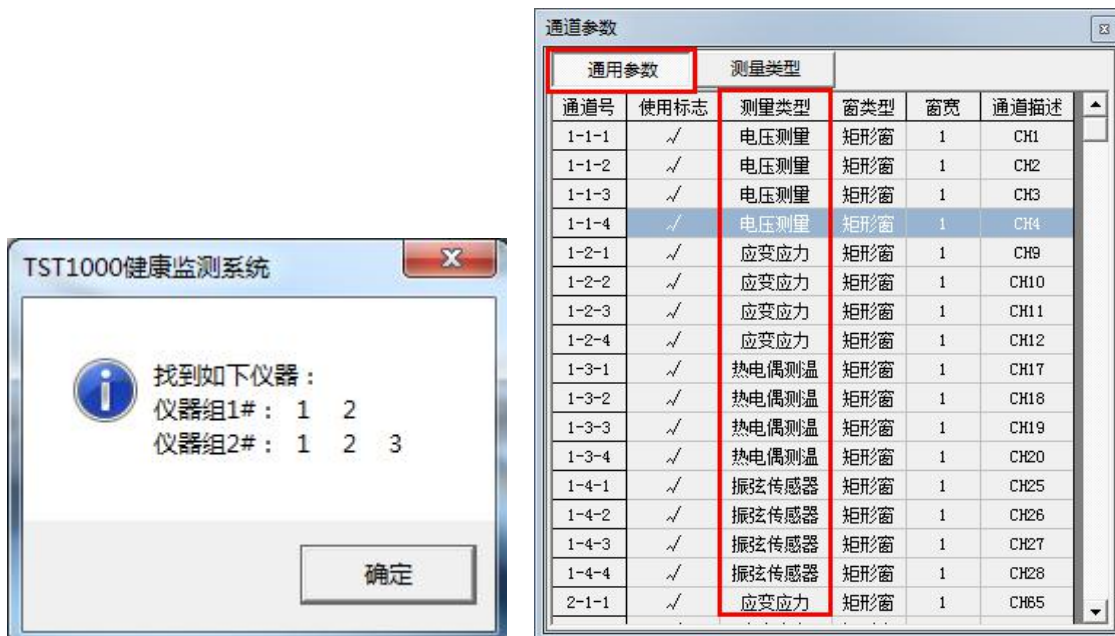 TST1000健康监测系统
找到如下仪器：
仪器组1#： 1 2
仪器组2#： 1 2 3
确定
通道参数
通用参数 测量类型
通道号 使用标志 测量类型 窗类型 窗宽 通道描述
1-1-1 √ 电压测量 矩形窗 1 CH1
1-1-2 √ 电压测量 矩形窗 1 CH2
1-1-3 √ 电压测量 矩形窗 1 CH3
1-1-4 √ 电压测量 矩形窗 1 CH4
1-2-1 √ 应变应力 矩形窗 1 CH9
1-2-2 √ 应变应力 矩形窗 1 CH10
1-2-3 √ 应变应力 矩形窗 1 CH11
1-2-4 √ 应变应力 矩形窗 1 CH12
1-3-1 √ 热电偶测温 矩形窗 1 CH17
1-3-2 √ 热电偶测温 矩形窗 1 CH18
1-3-3 √ 热电偶测温 矩形窗 1 CH19
1-3-4 √ 热电偶测温 矩形窗 1 CH20
1-4-1 √ 振弦传感器 矩形窗 1 CH25
1-4-2 √ 振弦传感器 矩形窗 1 CH26
1-4-3 √ 振弦传感器 矩形窗 1 CH27
1-4-4 √ 振弦传感器 矩形窗 1 CH28
2-1-1 √ 应变应力 矩形窗 1 CH65